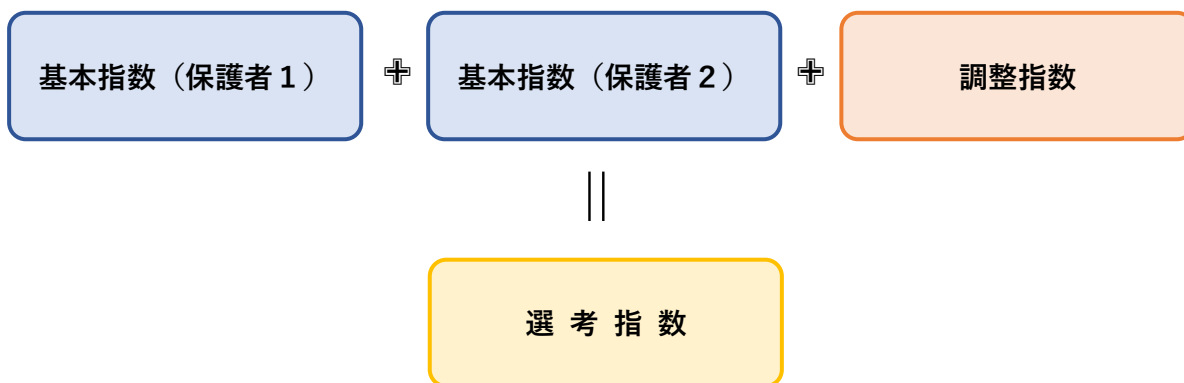 基本指数（保護者１） ＋ 基本指数（保護者２） ＋ 調整指数
||
選 考 指 数